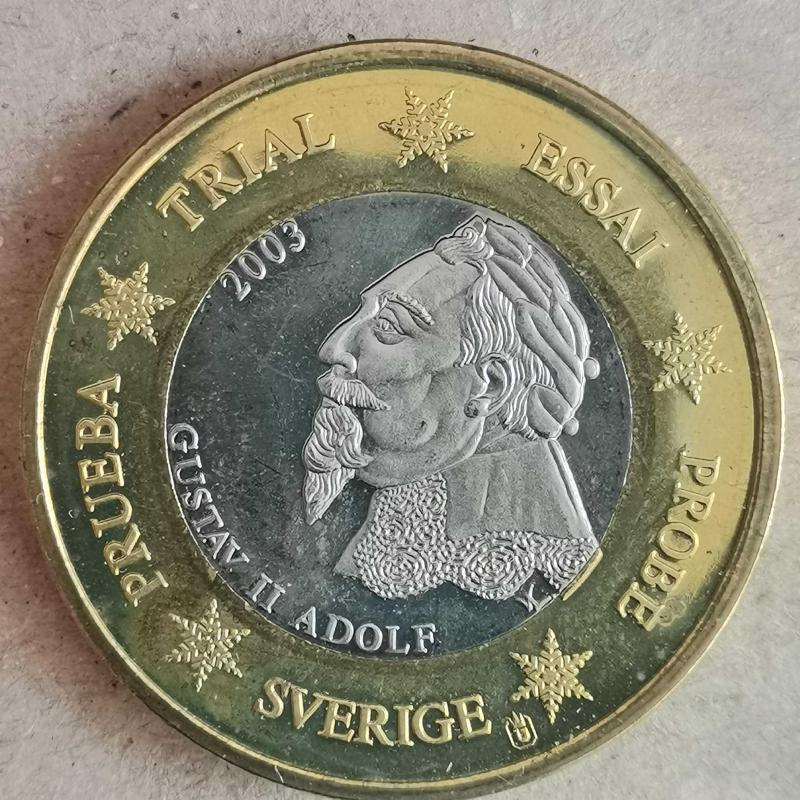 TRIAL
ESSAI
PROBE
SVERIGE
PRUEBA
2003
GUSTAV II ADOLF